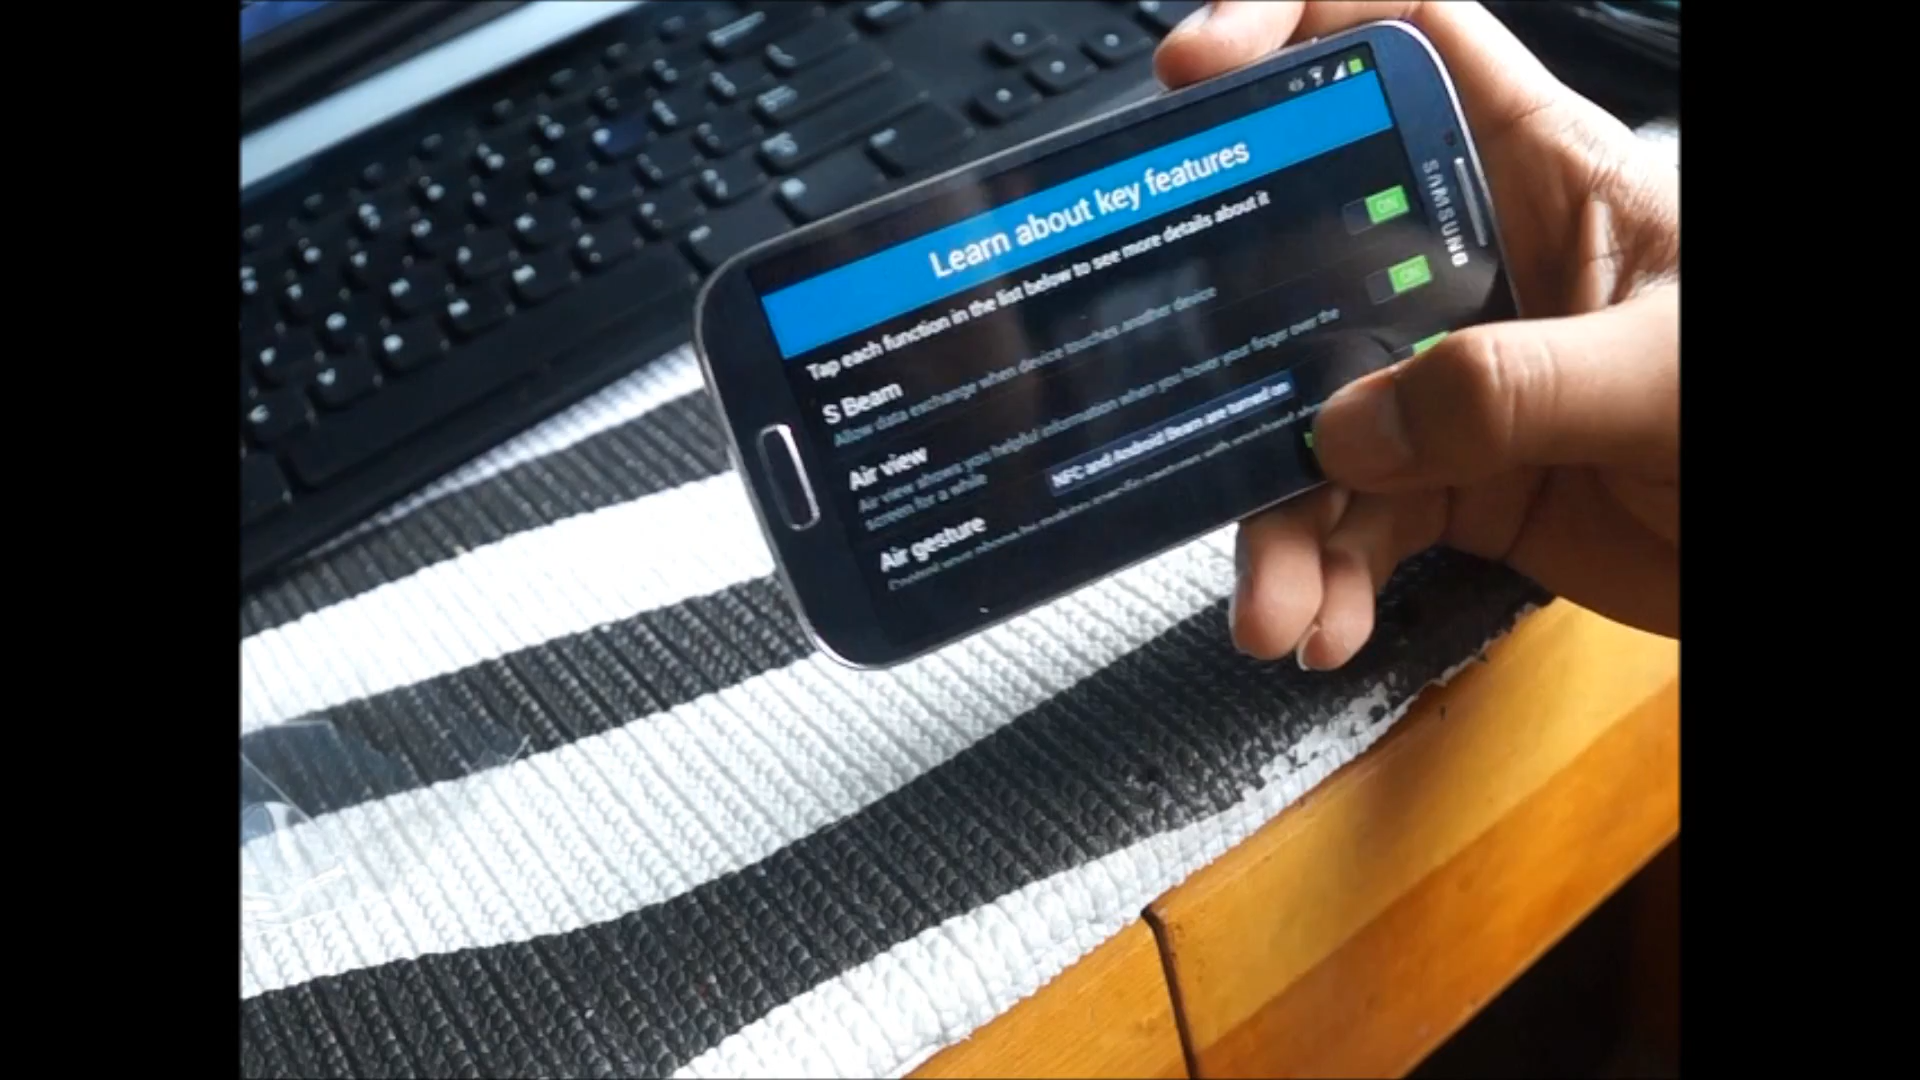 Learn about key features
Tap each function in the list below to see more details about it
S Beam
Allow data exchange when device touches another device
ON
Air view
Air view shows you helpful information when you hover your finger over the
screen for a while
ON
NFC and Android Beam are turned on
Air gesture
SAMSUNG